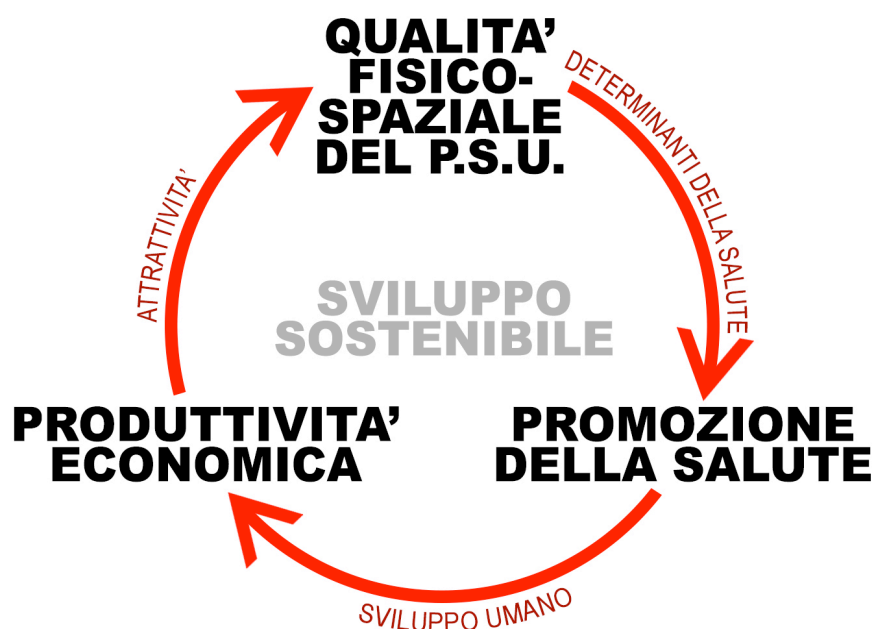 QUALITA’
FISICO-
SPAZIALE
DEL P.S.U.
DETERMINANTI DELLA SALUTE
ATTRATTIVITA’
SVILUPPO
SOSTENIBILE
PRODUTTIVITA’
ECONOMICA
PROMOZIONE
DELLA SALUTE
SVILUPPO UMANO